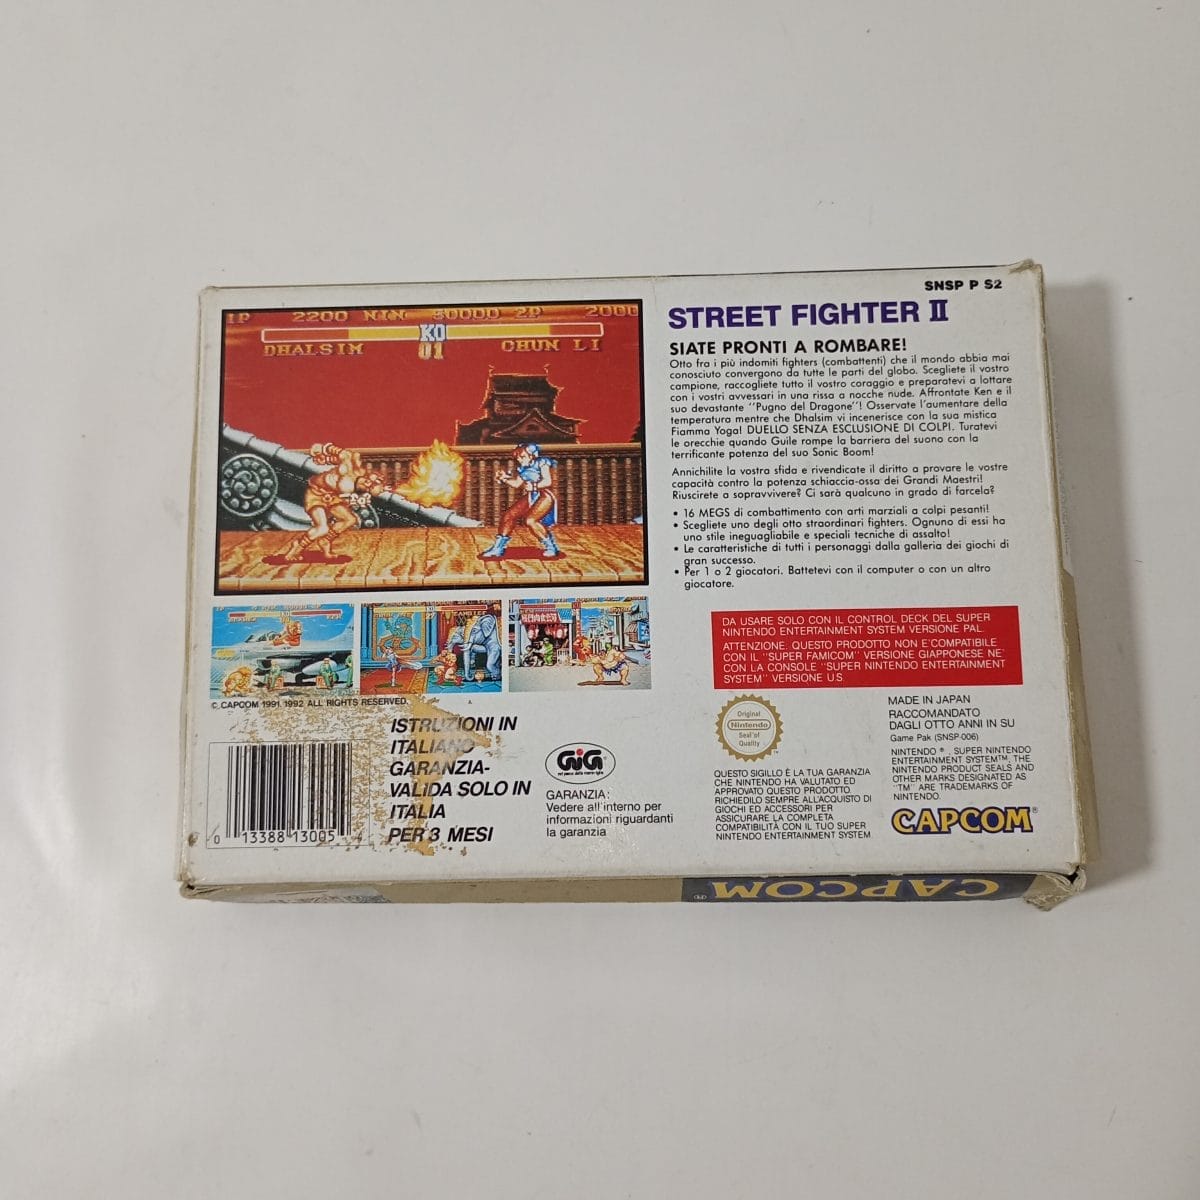 SNSP P S2
STREET FIGHTER II
SIATE PRONTI A ROMBARE!
Otto fra i più indomiti fighters (combattenti) che il mondo abbia mai
conosciuto convergono da tutte le parti del globo. Scegliete il vostro
campione, raccogliete tutto il vostro coraggio e preparatevi a lottare
con i vostri avversari in una rissa a nocche nude. Affrontate Ken e il
suo devastante "Pugno del Dragone"! Osservate l'aumentare della
temperatura mentre che Dhalsim vi incenerisce con la sua mistica
Fiamma Yoga! DUELLO SENZA ESCLUSIONE DI COLPI. Turatevi
le orecchie quando Guile rompe la barriera del suono con la
terrificante potenza del suo Sonic Boom!
Annichilite la vostra sfida e rivendicate il diritto a provare le vostre
capacità contro la potenza schiaccia-ossa dei Grandi Maestri!
Riuscirete a sopravvivere? Ci sarà qualcuno in grado di farcela?
• 16 MEGS di combattimento con arti marziali a colpi pesanti!
• Scegliete uno degli otto straordinari fighters. Ognuno di essi ha
uno stile ineguagliabile e speciali tecniche di assalto!
• Le caratteristiche di tutti i personaggi dalla galleria dei giochi di
gran successo.
• Per 1 o 2 giocatori. Battetevi con il computer o con un altro
giocatore.
1P 2200 NIN 50000 2P 2000
KO
DHALSIM 01 CHUN LI
DA USARE SOLO CON IL CONTROL DECK DEL SUPER
NINTENDO ENTERTAINMENT SYSTEM VERSIONE PAL.
ATTENZIONE. QUESTO PRODOTTO NON E'COMPATIBILE
CON IL "SUPER FAMICOM" VERSIONE GIAPPONESE NE'
CON LA CONSOLE "SUPER NINTENDO ENTERTAINMENT
SYSTEM" VERSIONE U.S.
© CAPCOM 1991, 1992 ALL RIGHTS RESERVED.
ISTRUZIONI IN
ITALIANO
GARANZIA-
VALIDA SOLO IN
ITALIA
PER 3 MESI
0 13388 13005 4
GiG
GARANZIA:
Vedere all'interno per
informazioni riguardanti
la garanzia
Original
Nintendo
Seal of
Quality
TM
QUESTO SIGILLO È LA TUA GARANZIA
CHE NINTENDO HA VALUTATO ED
APPROVATO QUESTO PRODOTTO.
RICHIEDILO SEMPRE ALL'ACQUISTO DI
GIOCHI ED ACCESSORI PER
ASSICURARE LA COMPLETA
COMPATIBILITÀ CON IL TUO SUPER
NINTENDO ENTERTAINMENT SYSTEM
MADE IN JAPAN
RACCOMANDATO
DAGLI OTTO ANNI IN SU
Game Pak (SNSP-006)
NINTENDO ®, SUPER NINTENDO
ENTERTAINMENT SYSTEM™, THE
NINTENDO PRODUCT SEALS AND
OTHER MARKS DESIGNATED AS
"TM" ARE TRADEMARKS OF
NINTENDO.
CAPCOM®
CAPCOM®